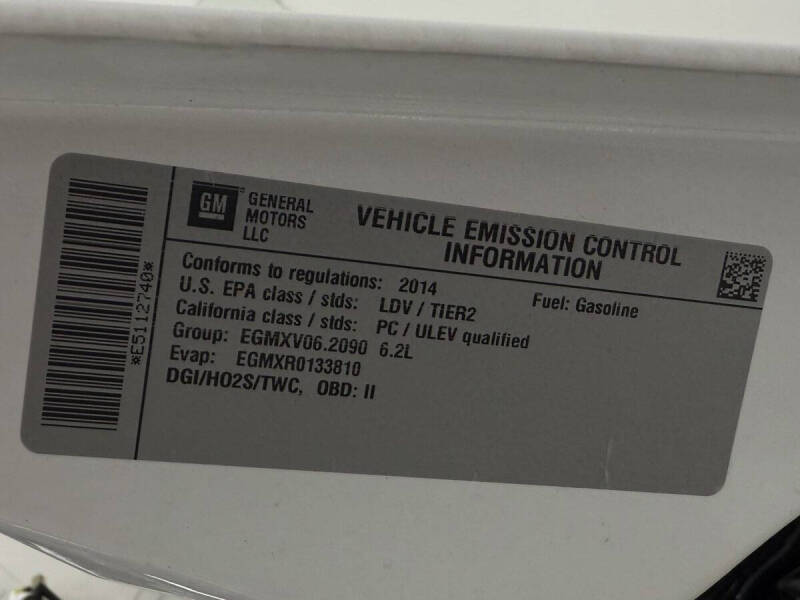 *E5112740*
GM
GENERAL
MOTORS
LLC
VEHICLE EMISSION CONTROL
INFORMATION
Conforms to regulations: 2014 Fuel: Gasoline
U.S. EPA class / stds: LDV / TIER2
California class / stds: PC / ULEV qualified
Group: EGMXV06.2090 6.2L
Evap: EGMXR0133810
DGI/HO2S/TWC, OBD: II